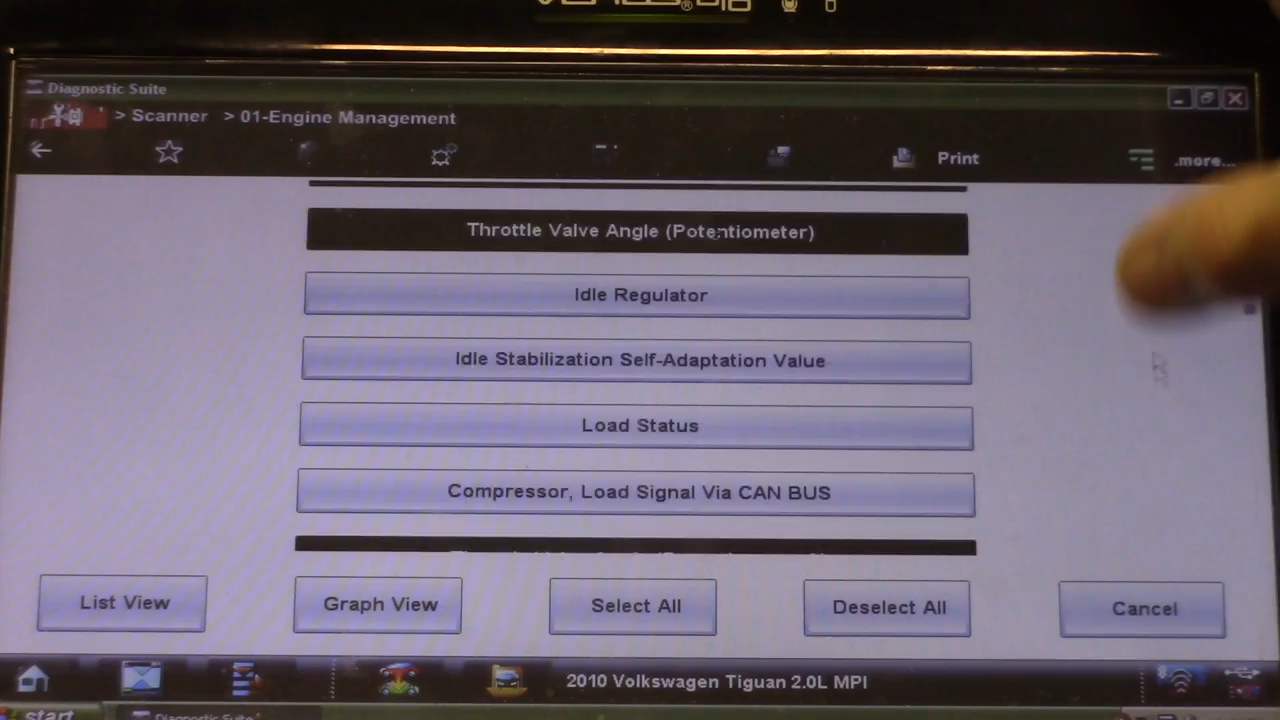 Diagnostic Suite
> Scanner > 01-Engine Management
Print
.more...
Throttle Valve Angle (Potentiometer)
Idle Regulator
Idle Stabilization Self-Adaptation Value
Load Status
Compressor, Load Signal Via CAN BUS
List View
Graph View
Select All
Deselect All
Cancel
2010 Volkswagen Tiguan 2.0L MPI
start
Diagnostic Suite